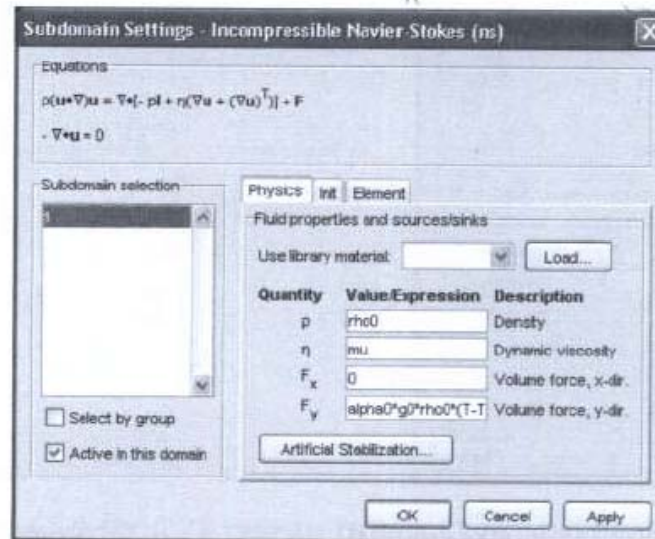 Subdomain Settings - Incompressible Navier-Stokes (ns)
Equations
ρ(u•∇)u = ∇•[- pI + η(∇u + (∇u)ᵀ)] + F
- ∇•u = 0
Subdomain selection
1
Select by group
Active in this domain
Physics Init Element
Fluid properties and sources/sinks
Use library material: Load...
Quantity Value/Expression Description
ρ rho0 Density
η mu Dynamic viscosity
Fx 0 Volume force, x-dir.
Fy alpha0*g0*rho0*(T-T Volume force, y-dir.
Artificial Stabilization...
OK Cancel Apply